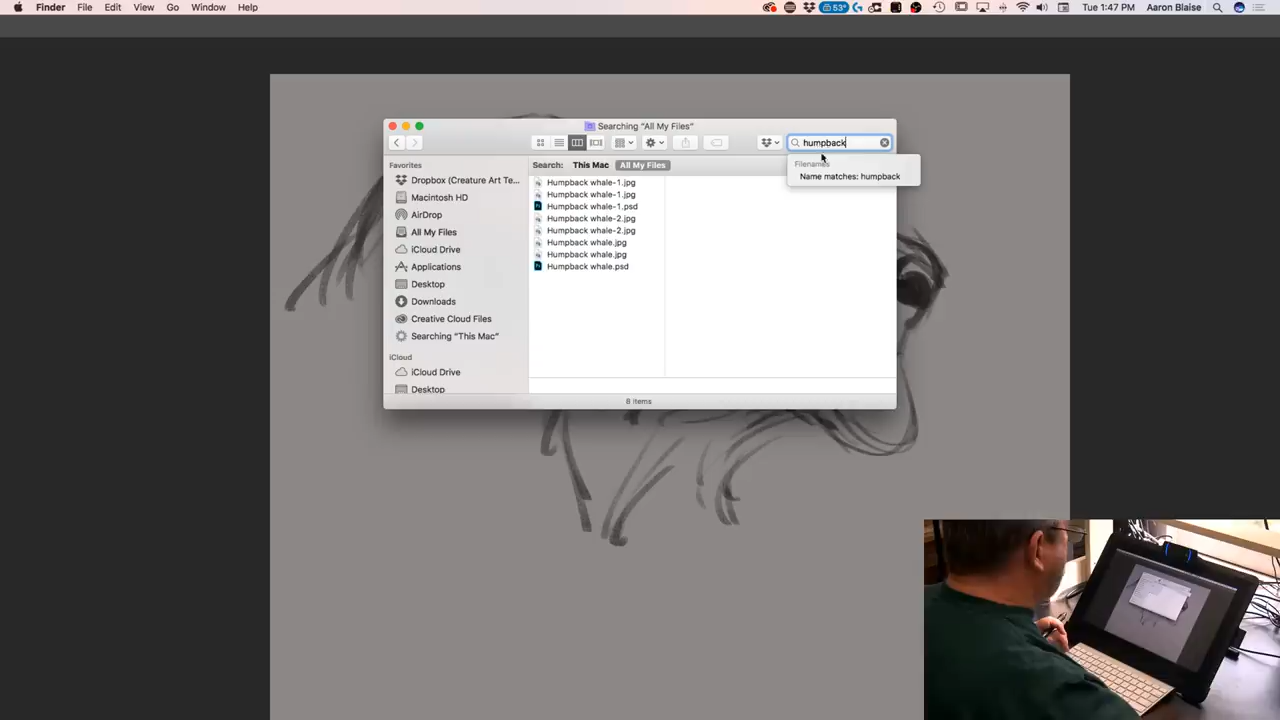 Finder File Edit View Go Window Help 53° Tue 1:47 PM Aaron Blaise
Searching "All My Files"
humpback
Filenames
Name matches: humpback
Search: This Mac All My Files
Favorites
Dropbox (Creature Art Te...
Macintosh HD
AirDrop
All My Files
iCloud Drive
Applications
Desktop
Downloads
Creative Cloud Files
Searching "This Mac"
iCloud
iCloud Drive
Desktop
Humpback whale-1.jpg
Humpback whale-1.jpg
Humpback whale-1.psd
Humpback whale-2.jpg
Humpback whale-2.jpg
Humpback whale.jpg
Humpback whale.jpg
Humpback whale.psd
8 items